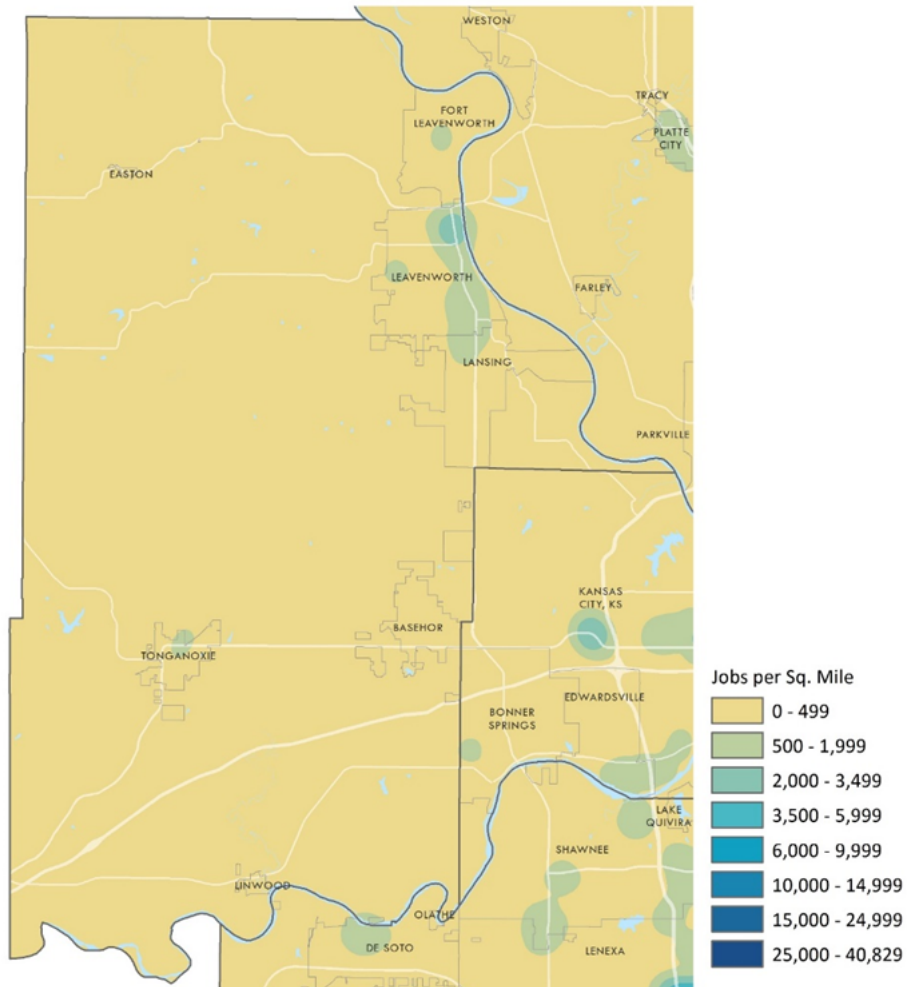 WESTON
TRACY
FORT
LEAVENWORTH
PLATTE
CITY
EASTON
LEAVENWORTH
FARLEY
LANSING
PARKVILLE
KANSAS
CITY, KS
BASEHOR
TONGANOXIE
EDWARDSVILLE
BONNER
SPRINGS
LAKE
QUIVIRA
SHAWNEE
LINWOOD
OLATHE
DE SOTO
LENEXA
Jobs per Sq. Mile
0 - 499
500 - 1,999
2,000 - 3,499
3,500 - 5,999
6,000 - 9,999
10,000 - 14,999
15,000 - 24,999
25,000 - 40,829